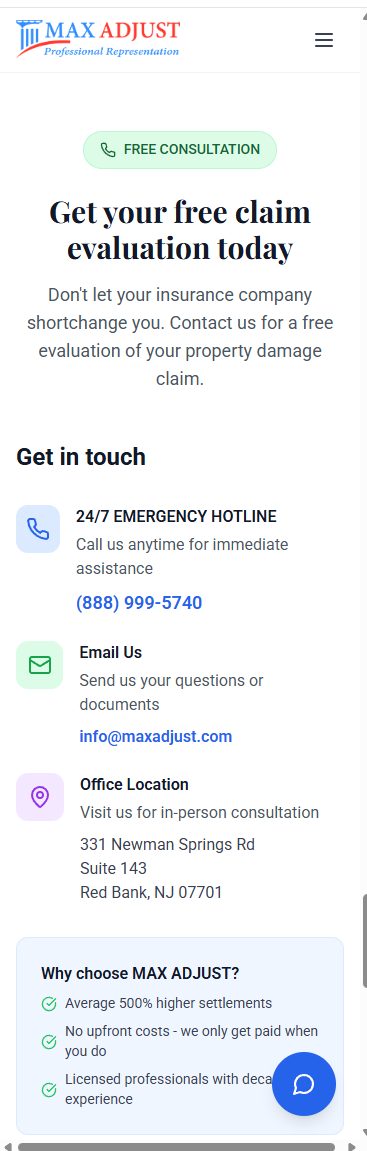 MAX ADJUST
Professional Representation
FREE CONSULTATION
Get your free claim
evaluation today
Don't let your insurance company
shortchange you. Contact us for a free
evaluation of your property damage
claim.
Get in touch
24/7 EMERGENCY HOTLINE
Call us anytime for immediate
assistance
(888) 999-5740
Email Us
Send us your questions or
documents
info@maxadjust.com
Office Location
Visit us for in-person consultation
331 Newman Springs Rd
Suite 143
Red Bank, NJ 07701
Why choose MAX ADJUST?
Average 500% higher settlements
No upfront costs - we only get paid when
you do
Licensed professionals with
experience